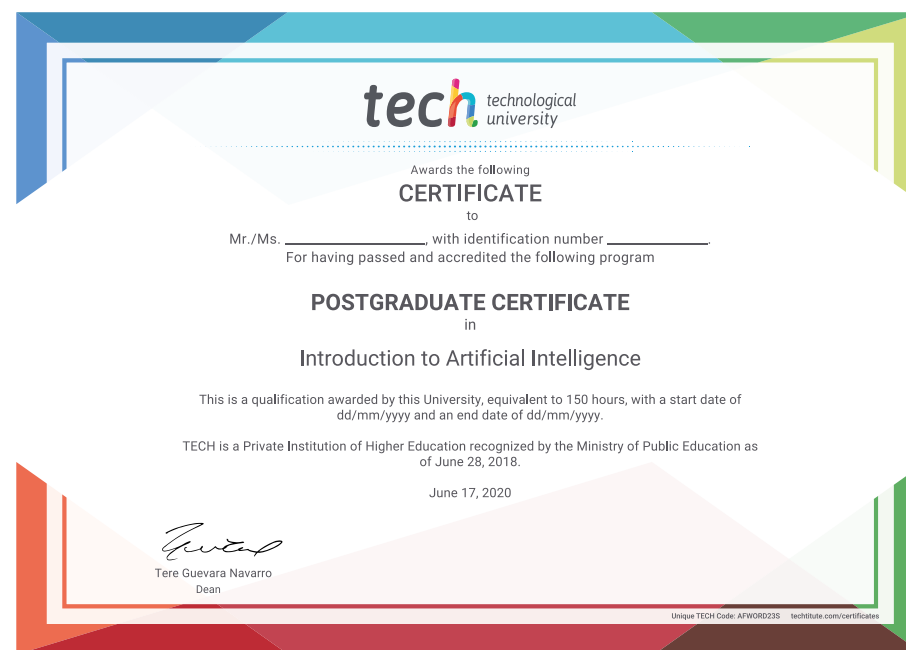 tech technological
university
Awards the following
CERTIFICATE
to
Mr./Ms. ____________________, with identification number ______________.
For having passed and accredited the following program
POSTGRADUATE CERTIFICATE
in
Introduction to Artificial Intelligence
This is a qualification awarded by this University, equivalent to 150 hours, with a start date of
dd/mm/yyyy and an end date of dd/mm/yyyy.
TECH is a Private Institution of Higher Education recognized by the Ministry of Public Education as
of June 28, 2018.
June 17, 2020
Tere Guevara Navarro
Dean
Unique TECH Code: AFWORD23S techtitute.com/certificates